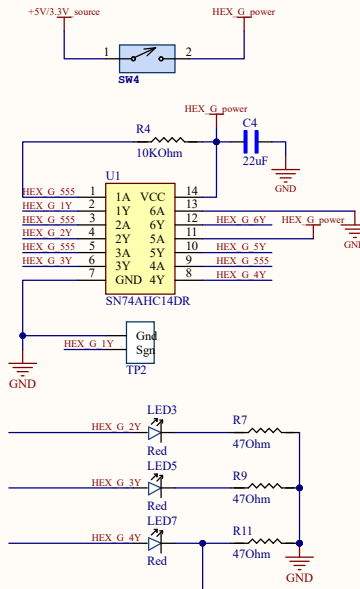 +5V/3.3V_source
HEX_G_power
1
2
SW4
HEX_G_power
R4
10KOhm
C4
22uF
GND
U1
HEX_G_555 1 1A VCC 14
HEX_G_1Y 2 1Y 6A 13
HEX_G_555 3 2A 6Y 12 HEX_G_6Y
HEX_G_power
HEX_G_2Y 4 2Y 5A 11
HEX_G_555 5 3A 5Y 10 HEX_G_5Y
HEX_G_3Y 6 3Y 4A 9 HEX_G_555
7 GND 4Y 8 HEX_G_4Y
GND
SN74AHC14DR
Gnd
HEX_G_1Y Sgn
TP2
GND
LED3
HEX_G_2Y
Red
R7
47Ohm
LED5
HEX_G_3Y
Red
R9
47Ohm
LED7
HEX_G_4Y
Red
R11
47Ohm
GND